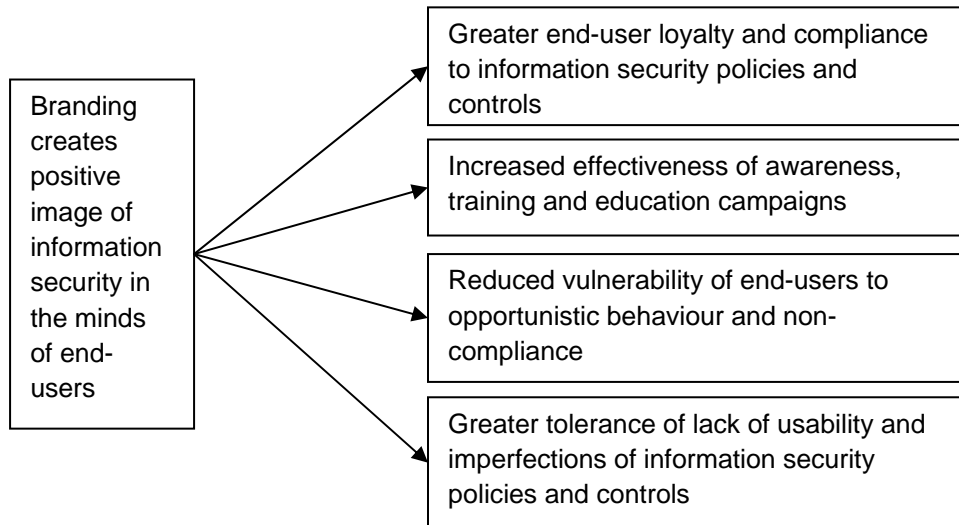 Branding
creates
positive
image of
information
security in
the minds
of end-
users
Greater end-user loyalty and compliance
to information security policies and
controls
Increased effectiveness of awareness,
training and education campaigns
Reduced vulnerability of end-users to
opportunistic behaviour and non-
compliance
Greater tolerance of lack of usability and
imperfections of information security
policies and controls